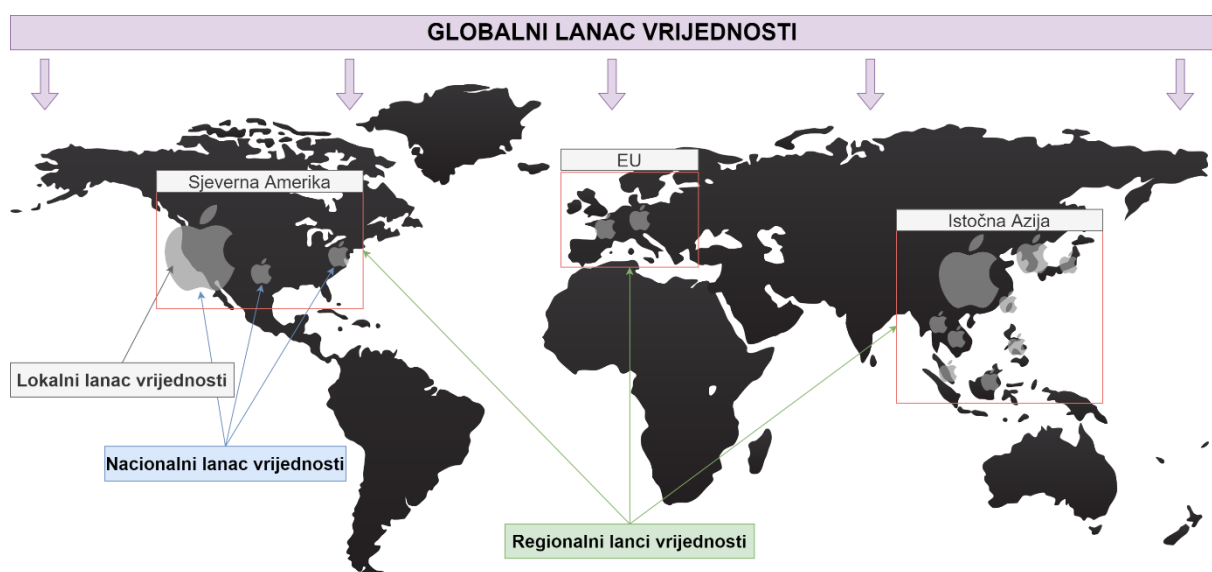 GLOBALNI LANAC VRIJEDNOSTI
EU
Sjeverna Amerika
Istočna Azija
Lokalni lanac vrijednosti
Nacionalni lanac vrijednosti
Regionalni lanci vrijednosti